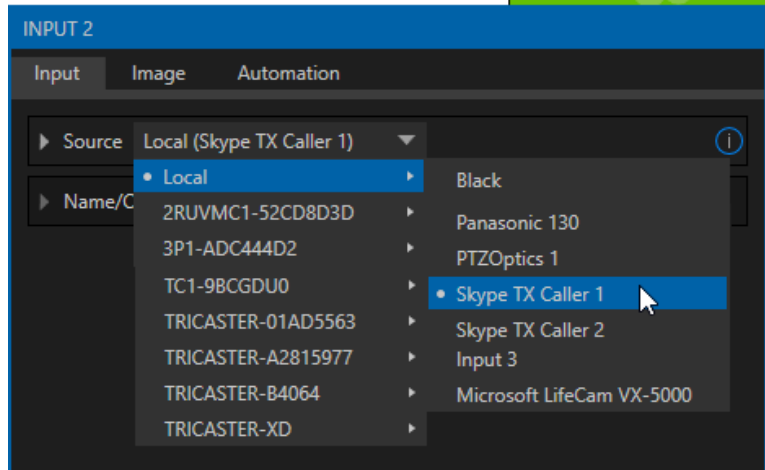 INPUT 2
Input Image Automation
Source Local (Skype TX Caller 1)
Name/C
Local
2RUVMC1-52CD8D3D
3P1-ADC444D2
TC1-9BCGDU0
TRICASTER-01AD5563
TRICASTER-A2815977
TRICASTER-B4064
TRICASTER-XD
Black
Panasonic 130
PTZOptics 1
Skype TX Caller 1
Skype TX Caller 2
Input 3
Microsoft LifeCam VX-5000